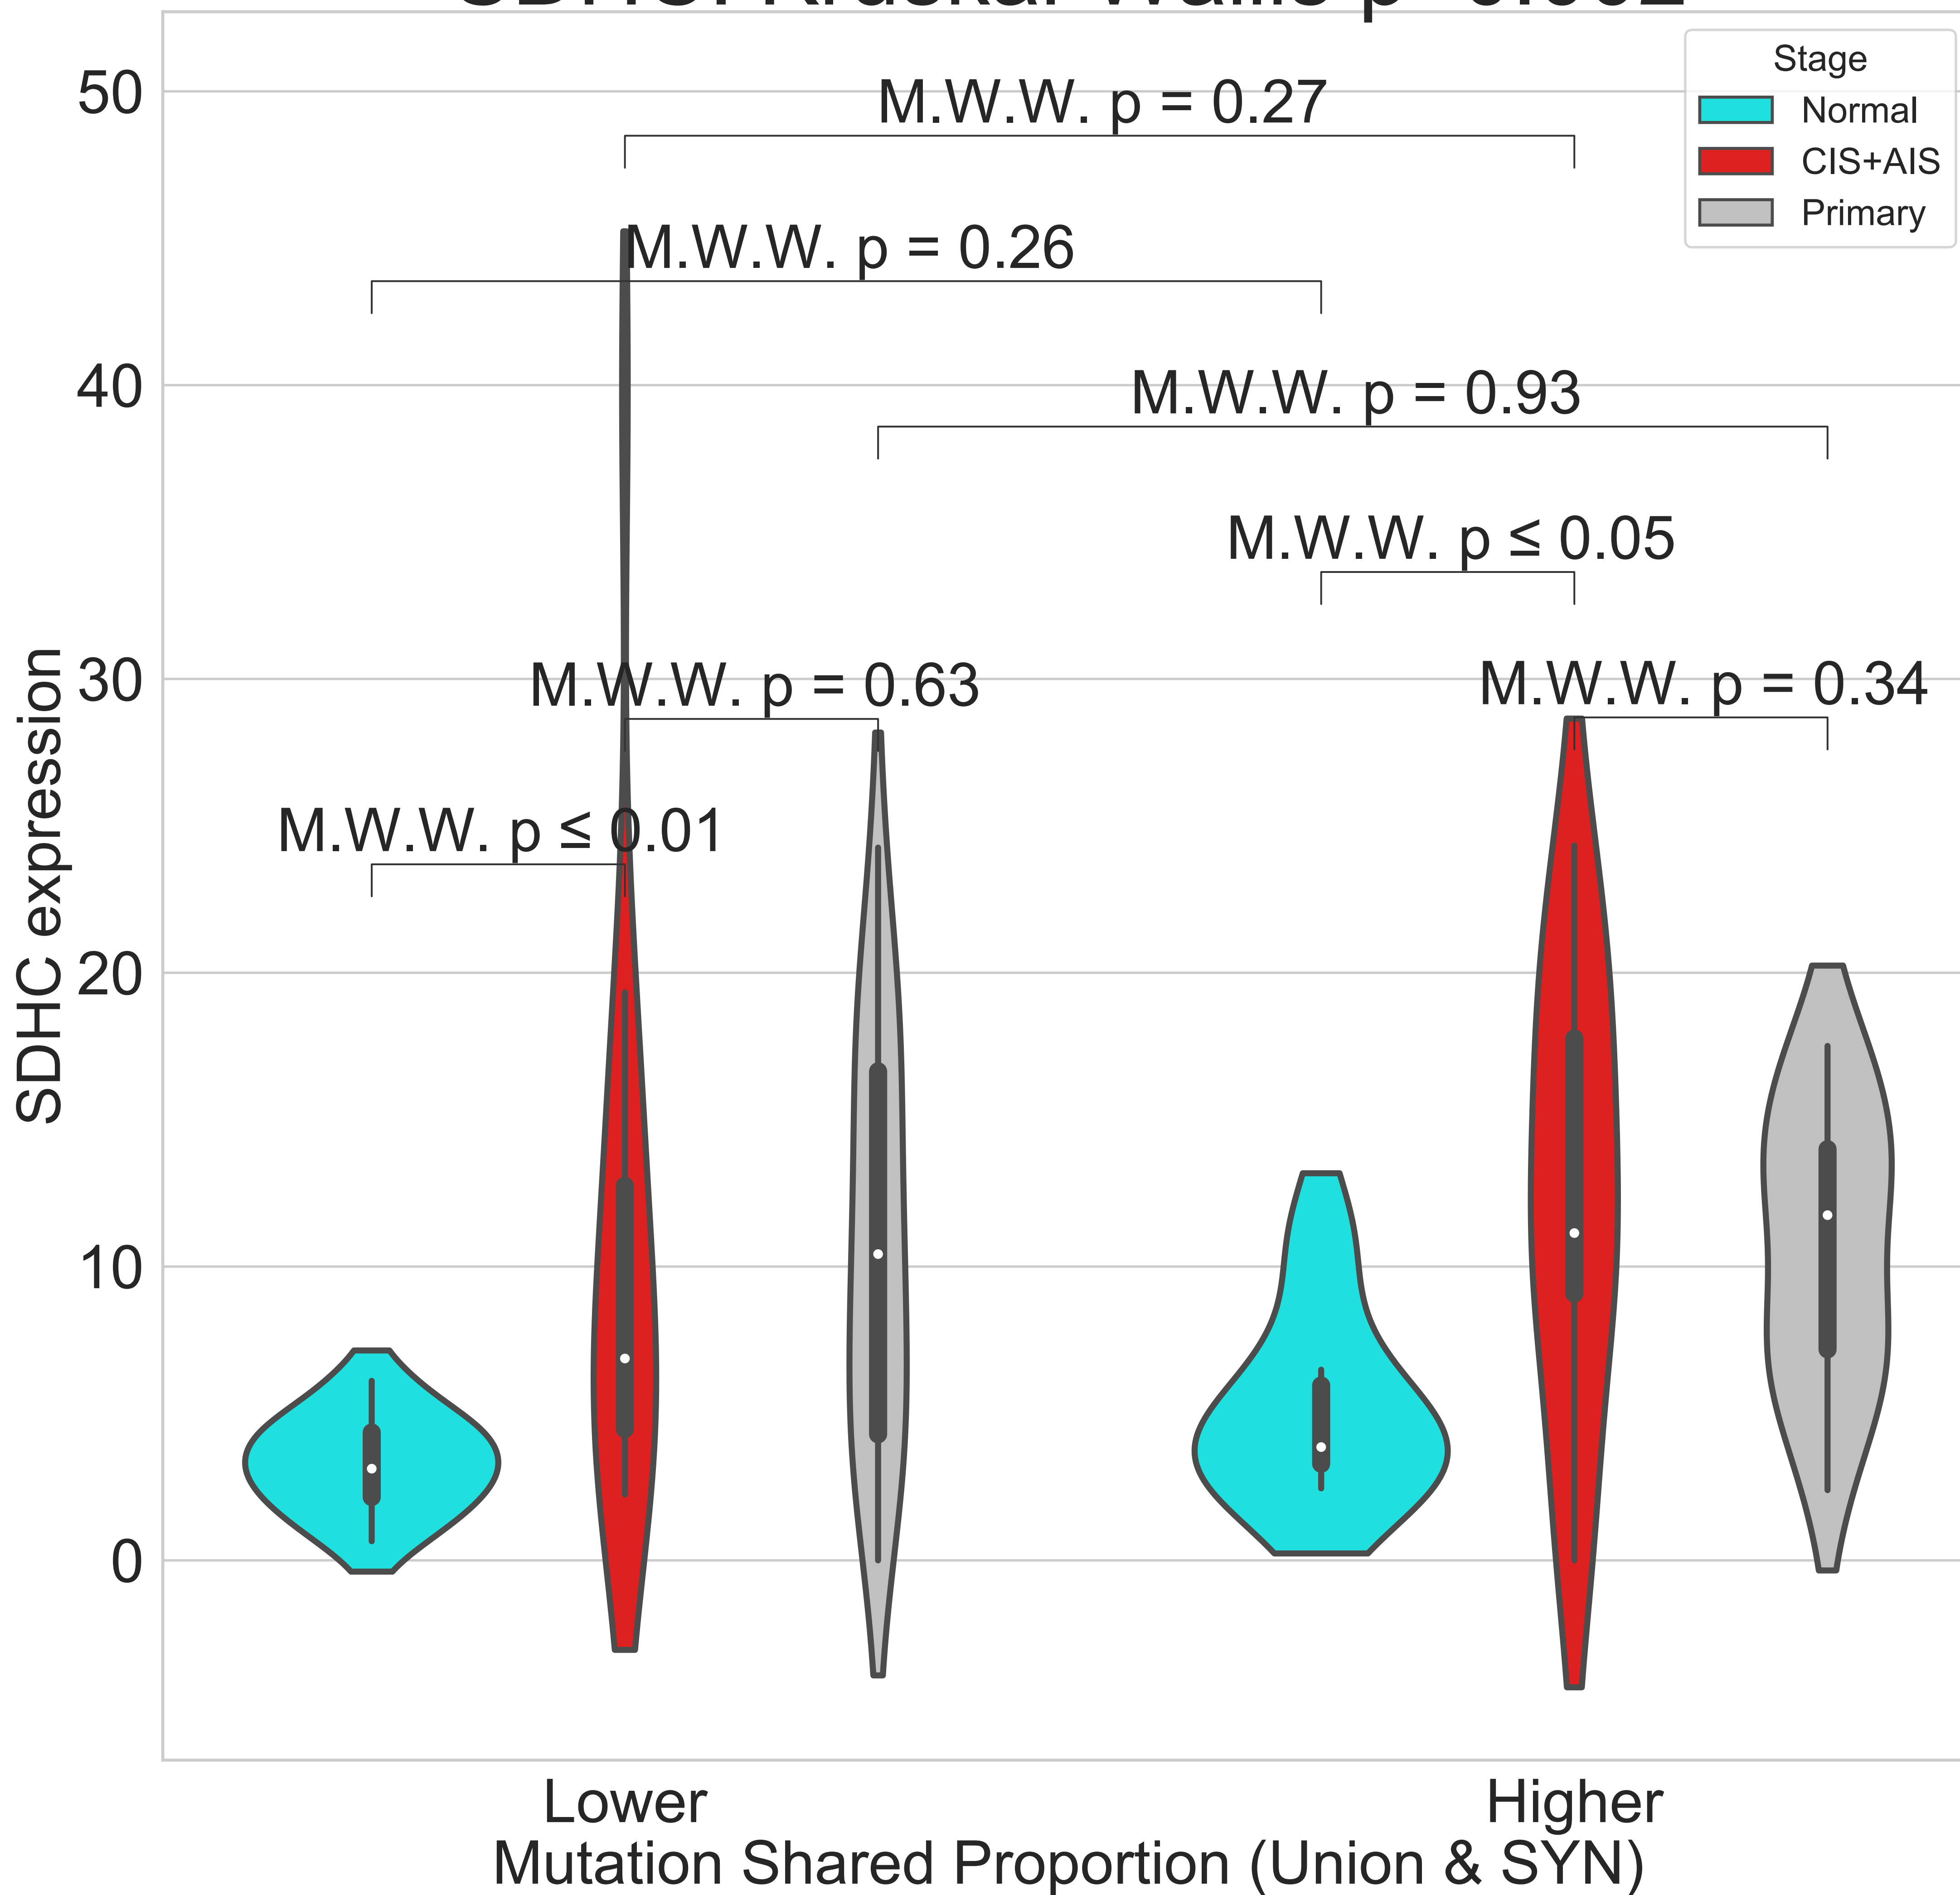 Stage
Normal
CIS+AIS
Primary
M.W.W. p = 0.27
M.W.W. p = 0.26
M.W.W. p = 0.93
M.W.W. p ≤ 0.05
M.W.W. p = 0.63
M.W.W. p = 0.34
M.W.W. p ≤ 0.01
50
40
30
20
10
0
SDHC expression
Lower
Higher
Mutation Shared Proportion (Union & SYN)